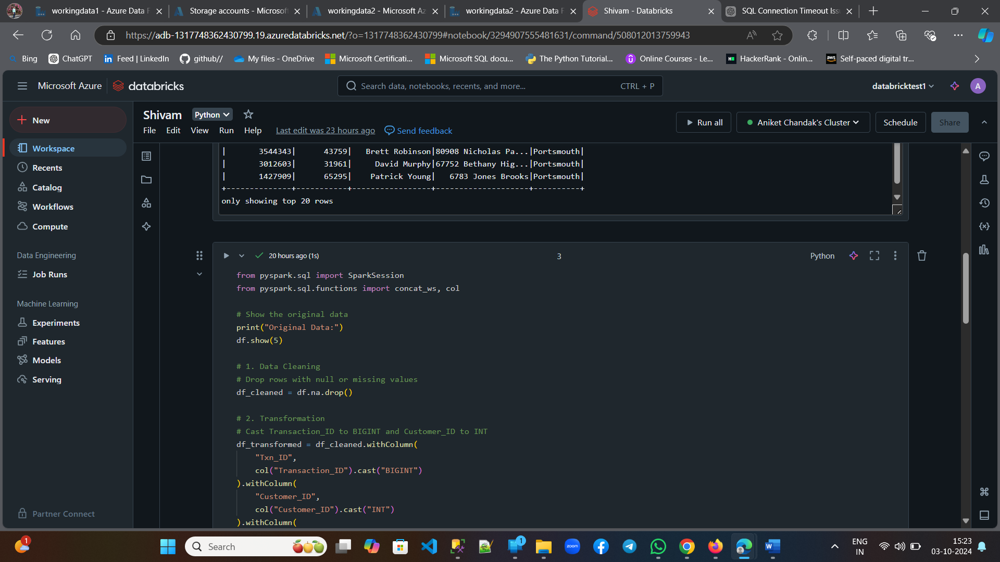 workingdata1 - Azure Data F
Storage accounts - Microsoft
workingdata2 - Microsoft Az
workingdata2 - Azure Data F
Shivam - Databricks
SQL Connection Timeout Iss
https://adb-1317748362430799.19.azuredatabricks.net/?o=1317748362430799#notebook/3294907555481631/command/508012013759943
Bing
ChatGPT
Feed | LinkedIn
github//
My files - OneDrive
Microsoft Certificati...
Microsoft SQL docu...
The Python Tutorial...
Online Courses - Le...
HackerRank - Onlin...
Self-paced digital tr...
Microsoft Azure
databricks
Search data, notebooks, recents, and more...
CTRL + P
databricktest1
A
New
Workspace
Recents
Catalog
Workflows
Compute
Data Engineering
Job Runs
Machine Learning
Experiments
Features
Models
Serving
Partner Connect
Shivam
Python
File Edit View Run Help
Last edit was 23 hours ago
Send feedback
Run all
Aniket Chandak's Cluster
Schedule
Share
|       3544343|      43759|   Brett Robinson|80908 Nicholas Pa...|Portsmouth|
|       3012603|      31961|     David Murphy|67752 Bethany Hig...|Portsmouth|
|       1427909|      65295|    Patrick Young|   6783 Jones Brooks|Portsmouth|
+--------------+-----------+-----------------+--------------------+----------+
only showing top 20 rows
20 hours ago (1s)
3
Python
from pyspark.sql import SparkSession
from pyspark.sql.functions import concat_ws, col
# Show the original data
print("Original Data:")
df.show(5)
# 1. Data Cleaning
# Drop rows with null or missing values
df_cleaned = df.na.drop()
# 2. Transformation
# Cast Transaction_ID to BIGINT and Customer_ID to INT
df_transformed = df_cleaned.withColumn(
"Txn_ID",
col("Transaction_ID").cast("BIGINT")
).withColumn(
"Customer_ID",
col("Customer_ID").cast("INT")
).withColumn(
1
Search
1
zoom
ENG
IN
15:23
03-10-2024